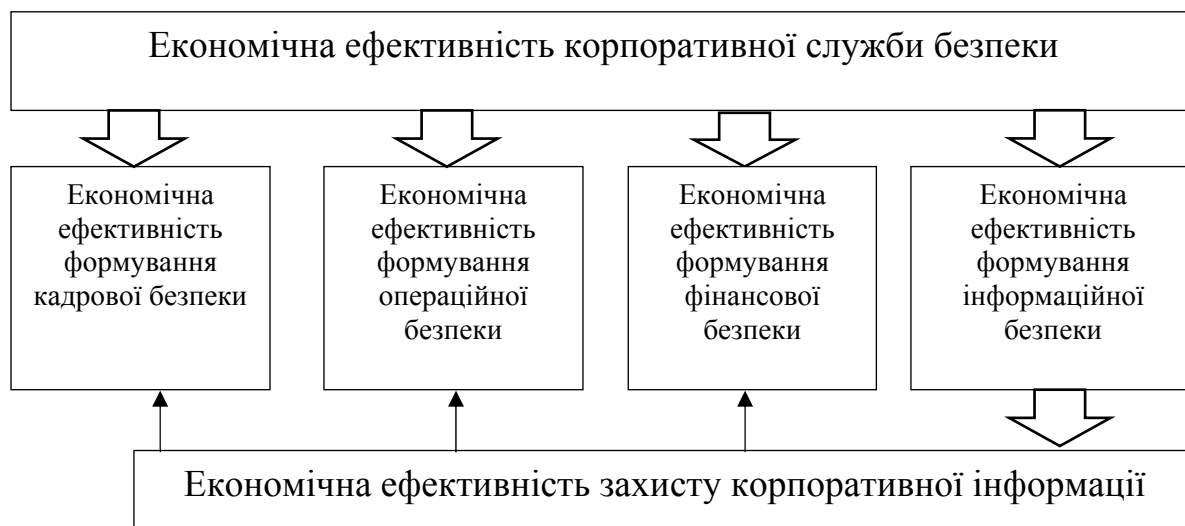 Економічна ефективність корпоративної служби безпеки
Економічна
ефективність
формування
кадрової безпеки
Економічна
ефективність
формування
операційної
безпеки
Економічна
ефективність
формування
фінансової
безпеки
Економічна
ефективність
формування
інформаційної
безпеки
Економічна ефективність захисту корпоративної інформації